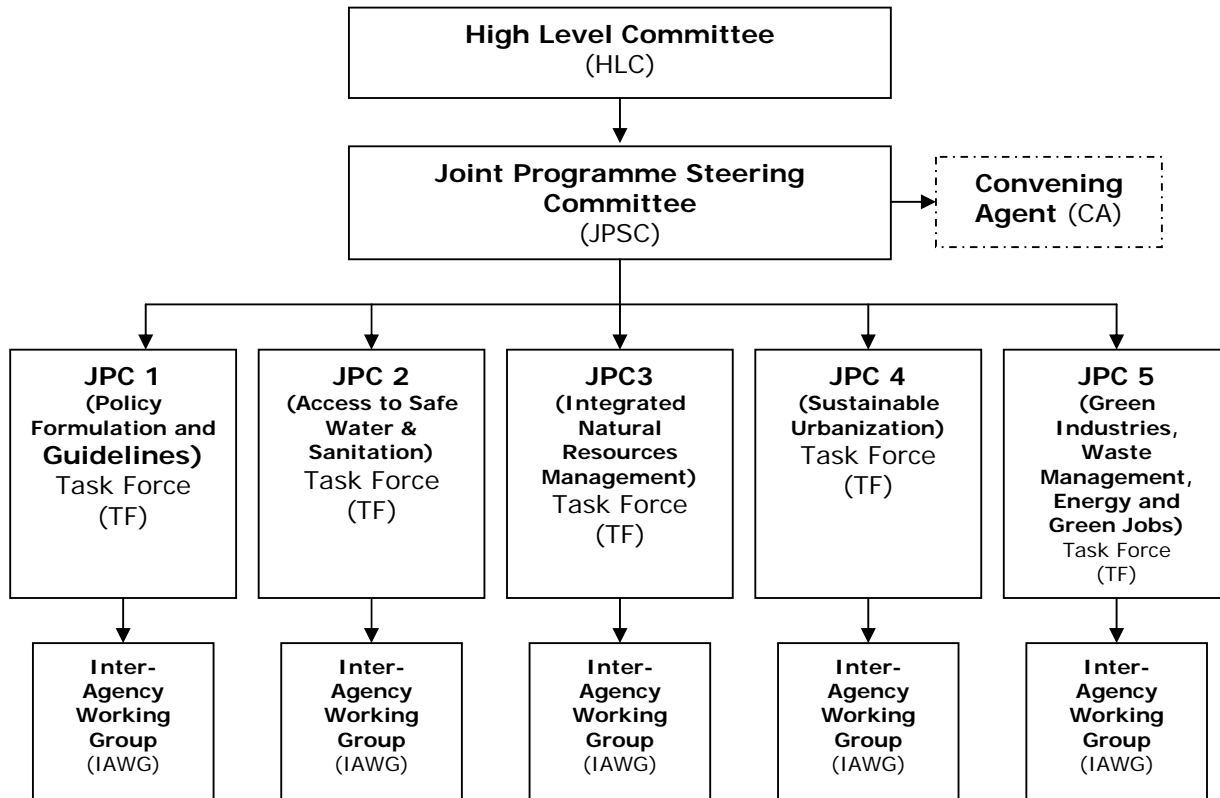 High Level Committee
(HLC)
Joint Programme Steering
Committee
(JPSC)
Convening
Agent (CA)
JPC 1
(Policy
Formulation and
Guidelines)
Task Force
(TF)
JPC 2
(Access to Safe
Water &
Sanitation)
Task Force
(TF)
JPC3
(Integrated
Natural
Resources
Management)
Task Force
(TF)
JPC 4
(Sustainable
Urbanization)
Task Force
(TF)
JPC 5
(Green
Industries,
Waste
Management,
Energy and
Green Jobs)
Task Force
(TF)
Inter-
Agency
Working
Group
(IAWG)
Inter-
Agency
Working
Group
(IAWG)
Inter-
Agency
Working
Group
(IAWG)
Inter-
Agency
Working
Group
(IAWG)
Inter-
Agency
Working
Group
(IAWG)